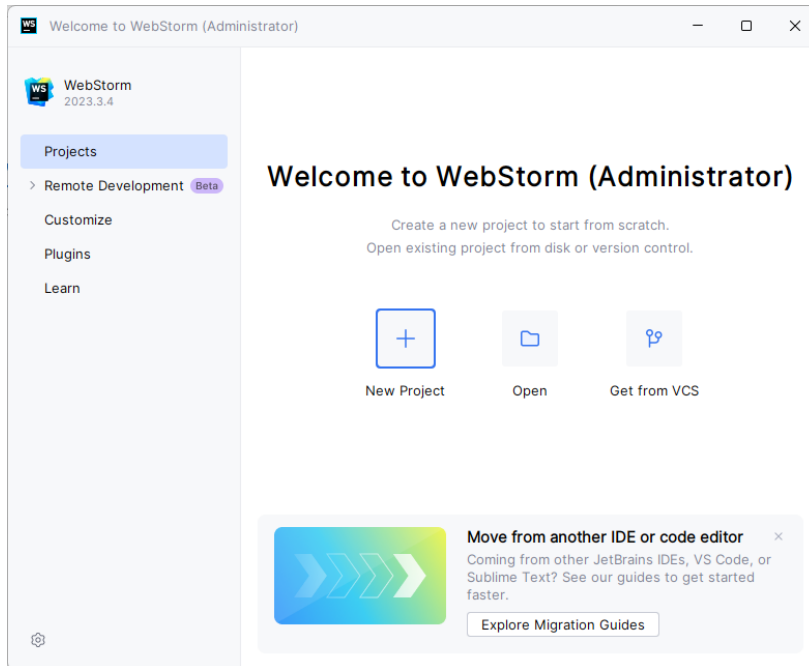 WS
Welcome to WebStorm (Administrator)
WS
WebStorm
2023.3.4
Projects
Remote Development Beta
Customize
Plugins
Learn
Welcome to WebStorm (Administrator)
Create a new project to start from scratch.
Open existing project from disk or version control.
New Project
Open
Get from VCS
Move from another IDE or code editor
Coming from other JetBrains IDEs, VS Code, or
Sublime Text? See our guides to get started
faster.
Explore Migration Guides